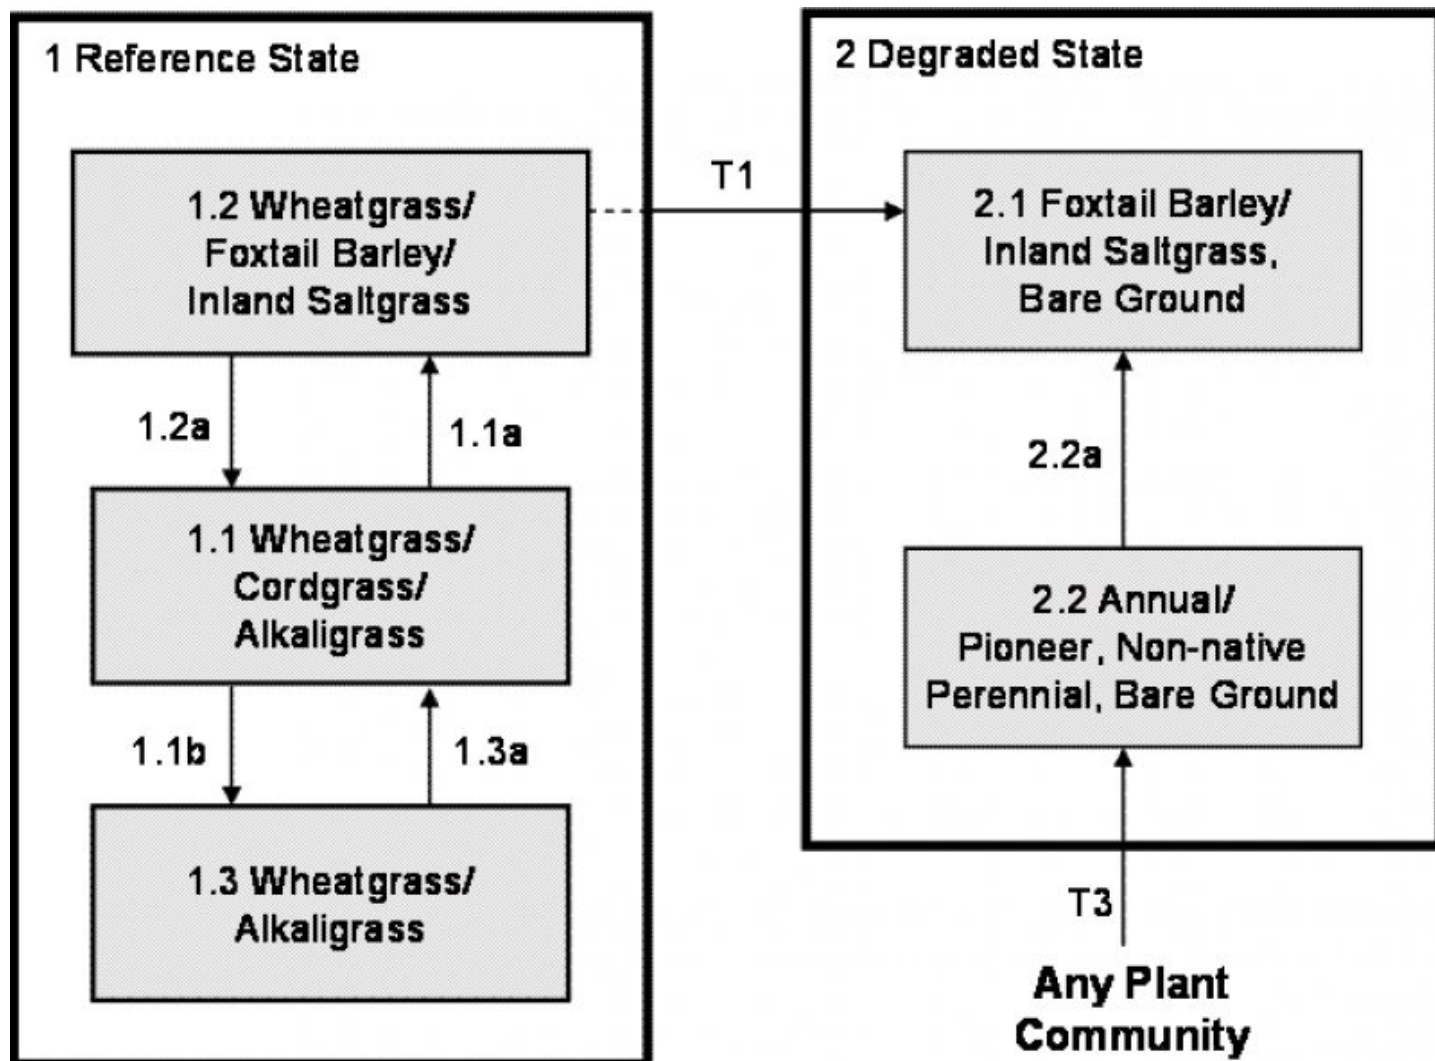 1 Reference State
1.2 Wheatgrass/
Foxtail Barley/
Inland Saltgrass
1.2a
1.1a
1.1 Wheatgrass/
Cordgrass/
Alkaligrass
1.1b
1.3a
1.3 Wheatgrass/
Alkaligrass
T1
2 Degraded State
2.1 Foxtail Barley/
Inland Saltgrass,
Bare Ground
2.2a
2.2 Annual/
Pioneer, Non-native
Perennial, Bare Ground
T3
Any Plant
Community